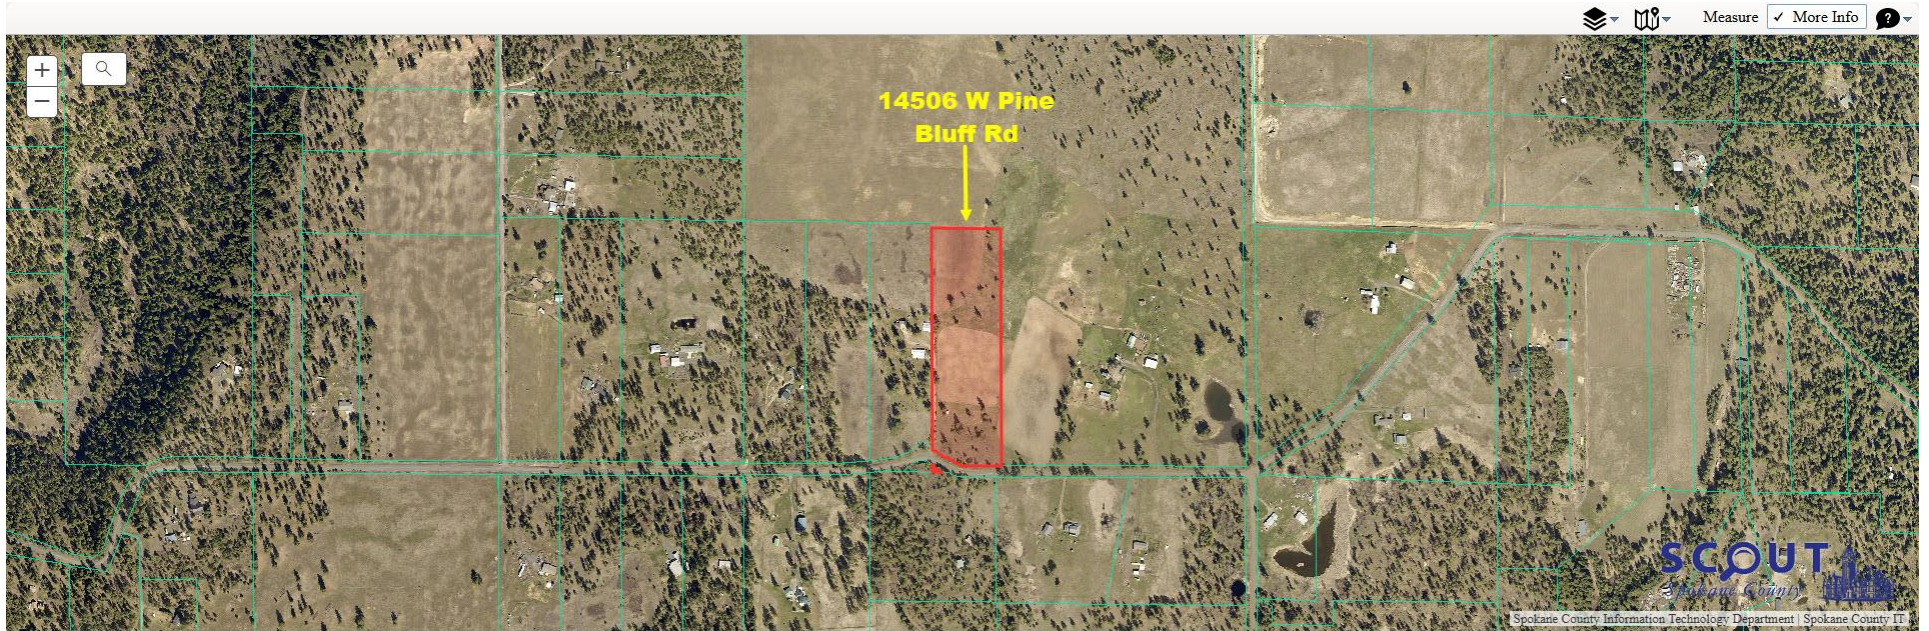 Measure ✓ More Info ?
14506 W Pine
Bluff Rd
SCOUT
Spokane County
Spokane County Information Technology Department | Spokane County IT